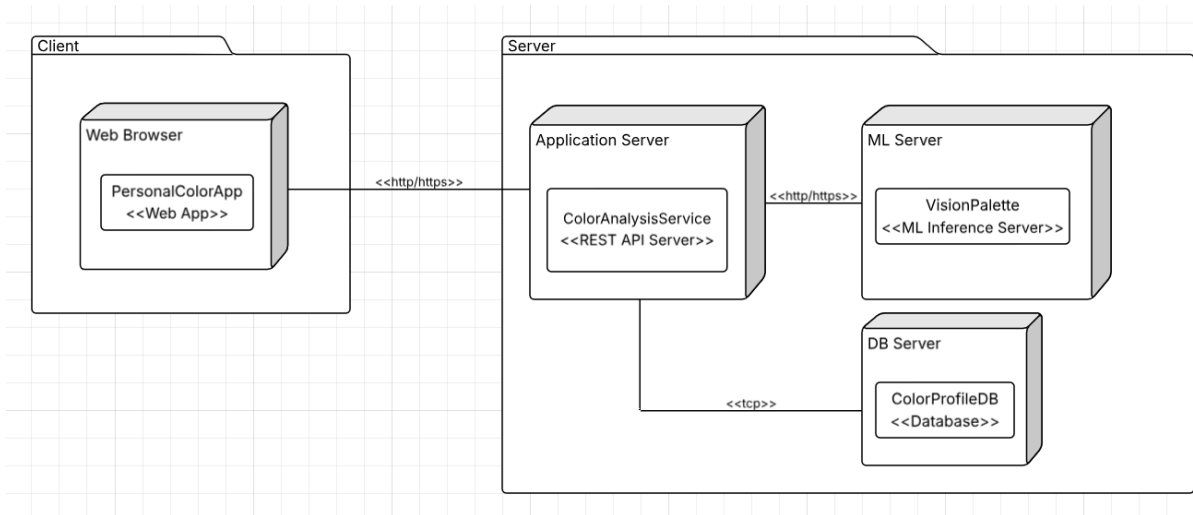 Client
Web Browser
PersonalColorApp
<<Web App>>
<<http/https>>
Server
Application Server
ColorAnalysisService
<<REST API Server>>
<<http/https>>
ML Server
VisionPalette
<<ML Inference Server>>
<<tcp>>
DB Server
ColorProfileDB
<<Database>>